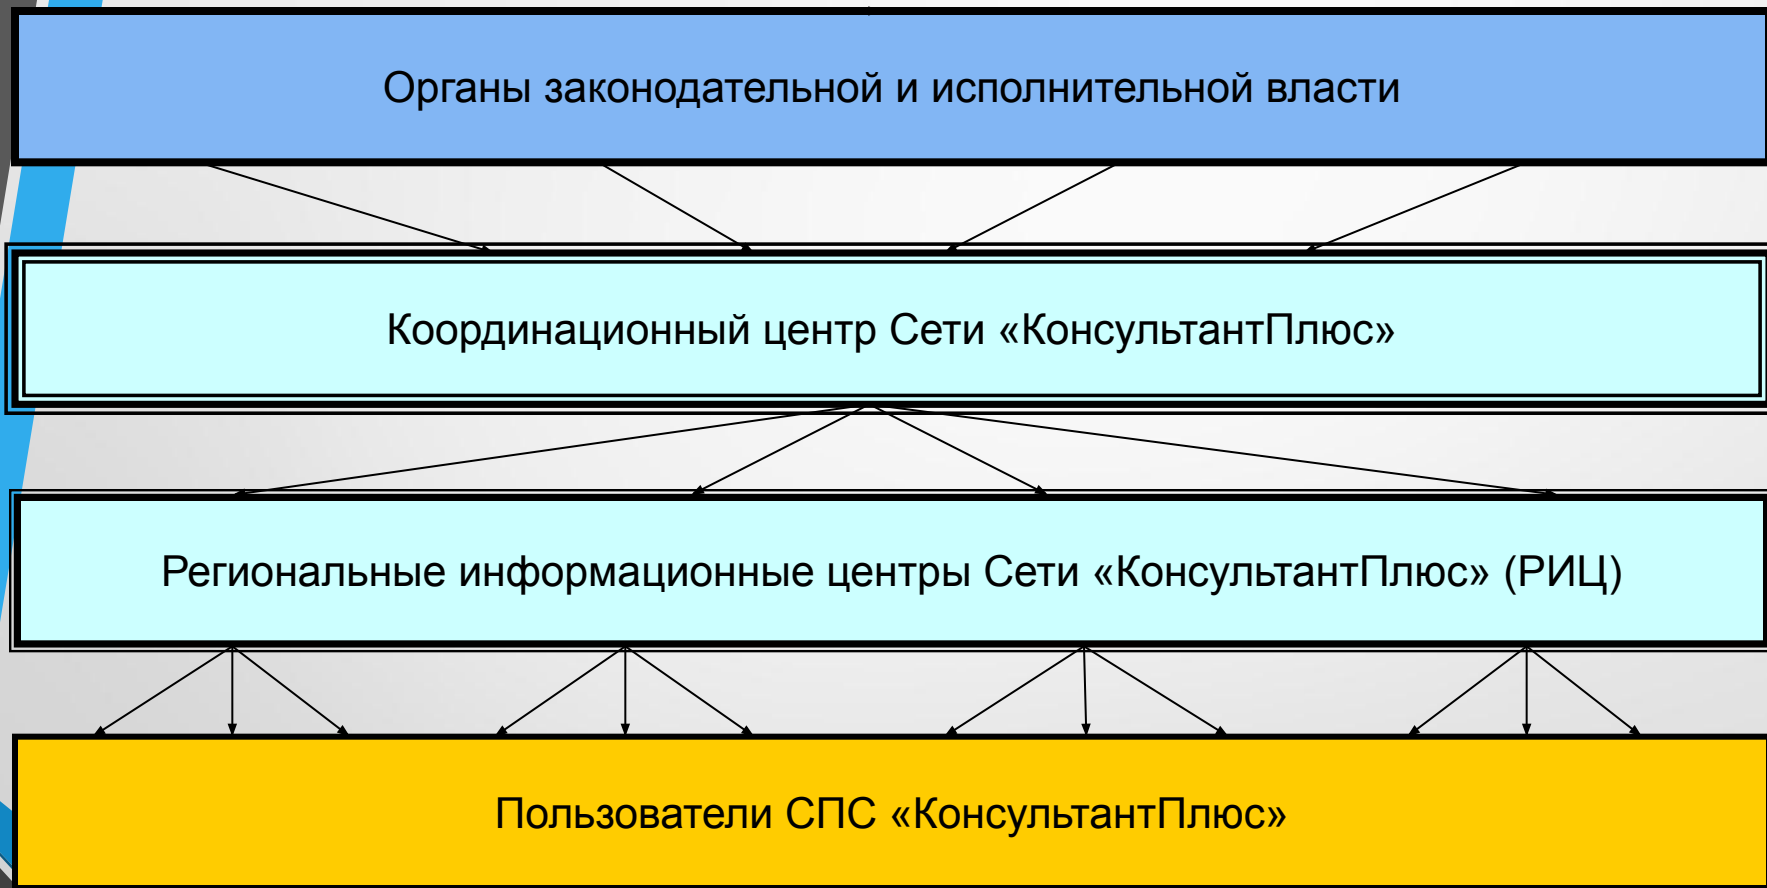 Органы законодательной и исполнительной власти
Координационный центр Сети «КонсультантПлюс»
Региональные информационные центры Сети «КонсультантПлюс» (РИЦ)
Пользователи СПС «КонсультантПлюс»